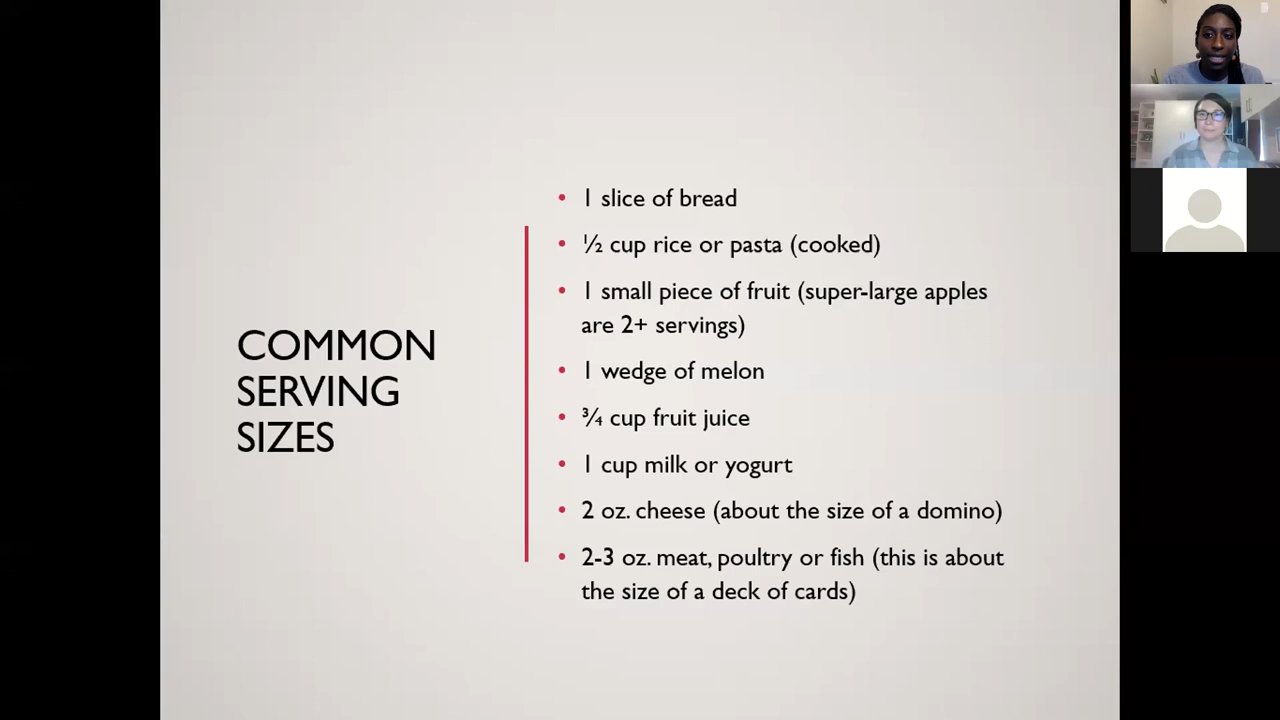 COMMON
SERVING
SIZES
• 1 slice of bread
• ½ cup rice or pasta (cooked)
• 1 small piece of fruit (super-large apples
are 2+ servings)
• 1 wedge of melon
• ¾ cup fruit juice
• 1 cup milk or yogurt
• 2 oz. cheese (about the size of a domino)
• 2-3 oz. meat, poultry or fish (this is about
the size of a deck of cards)